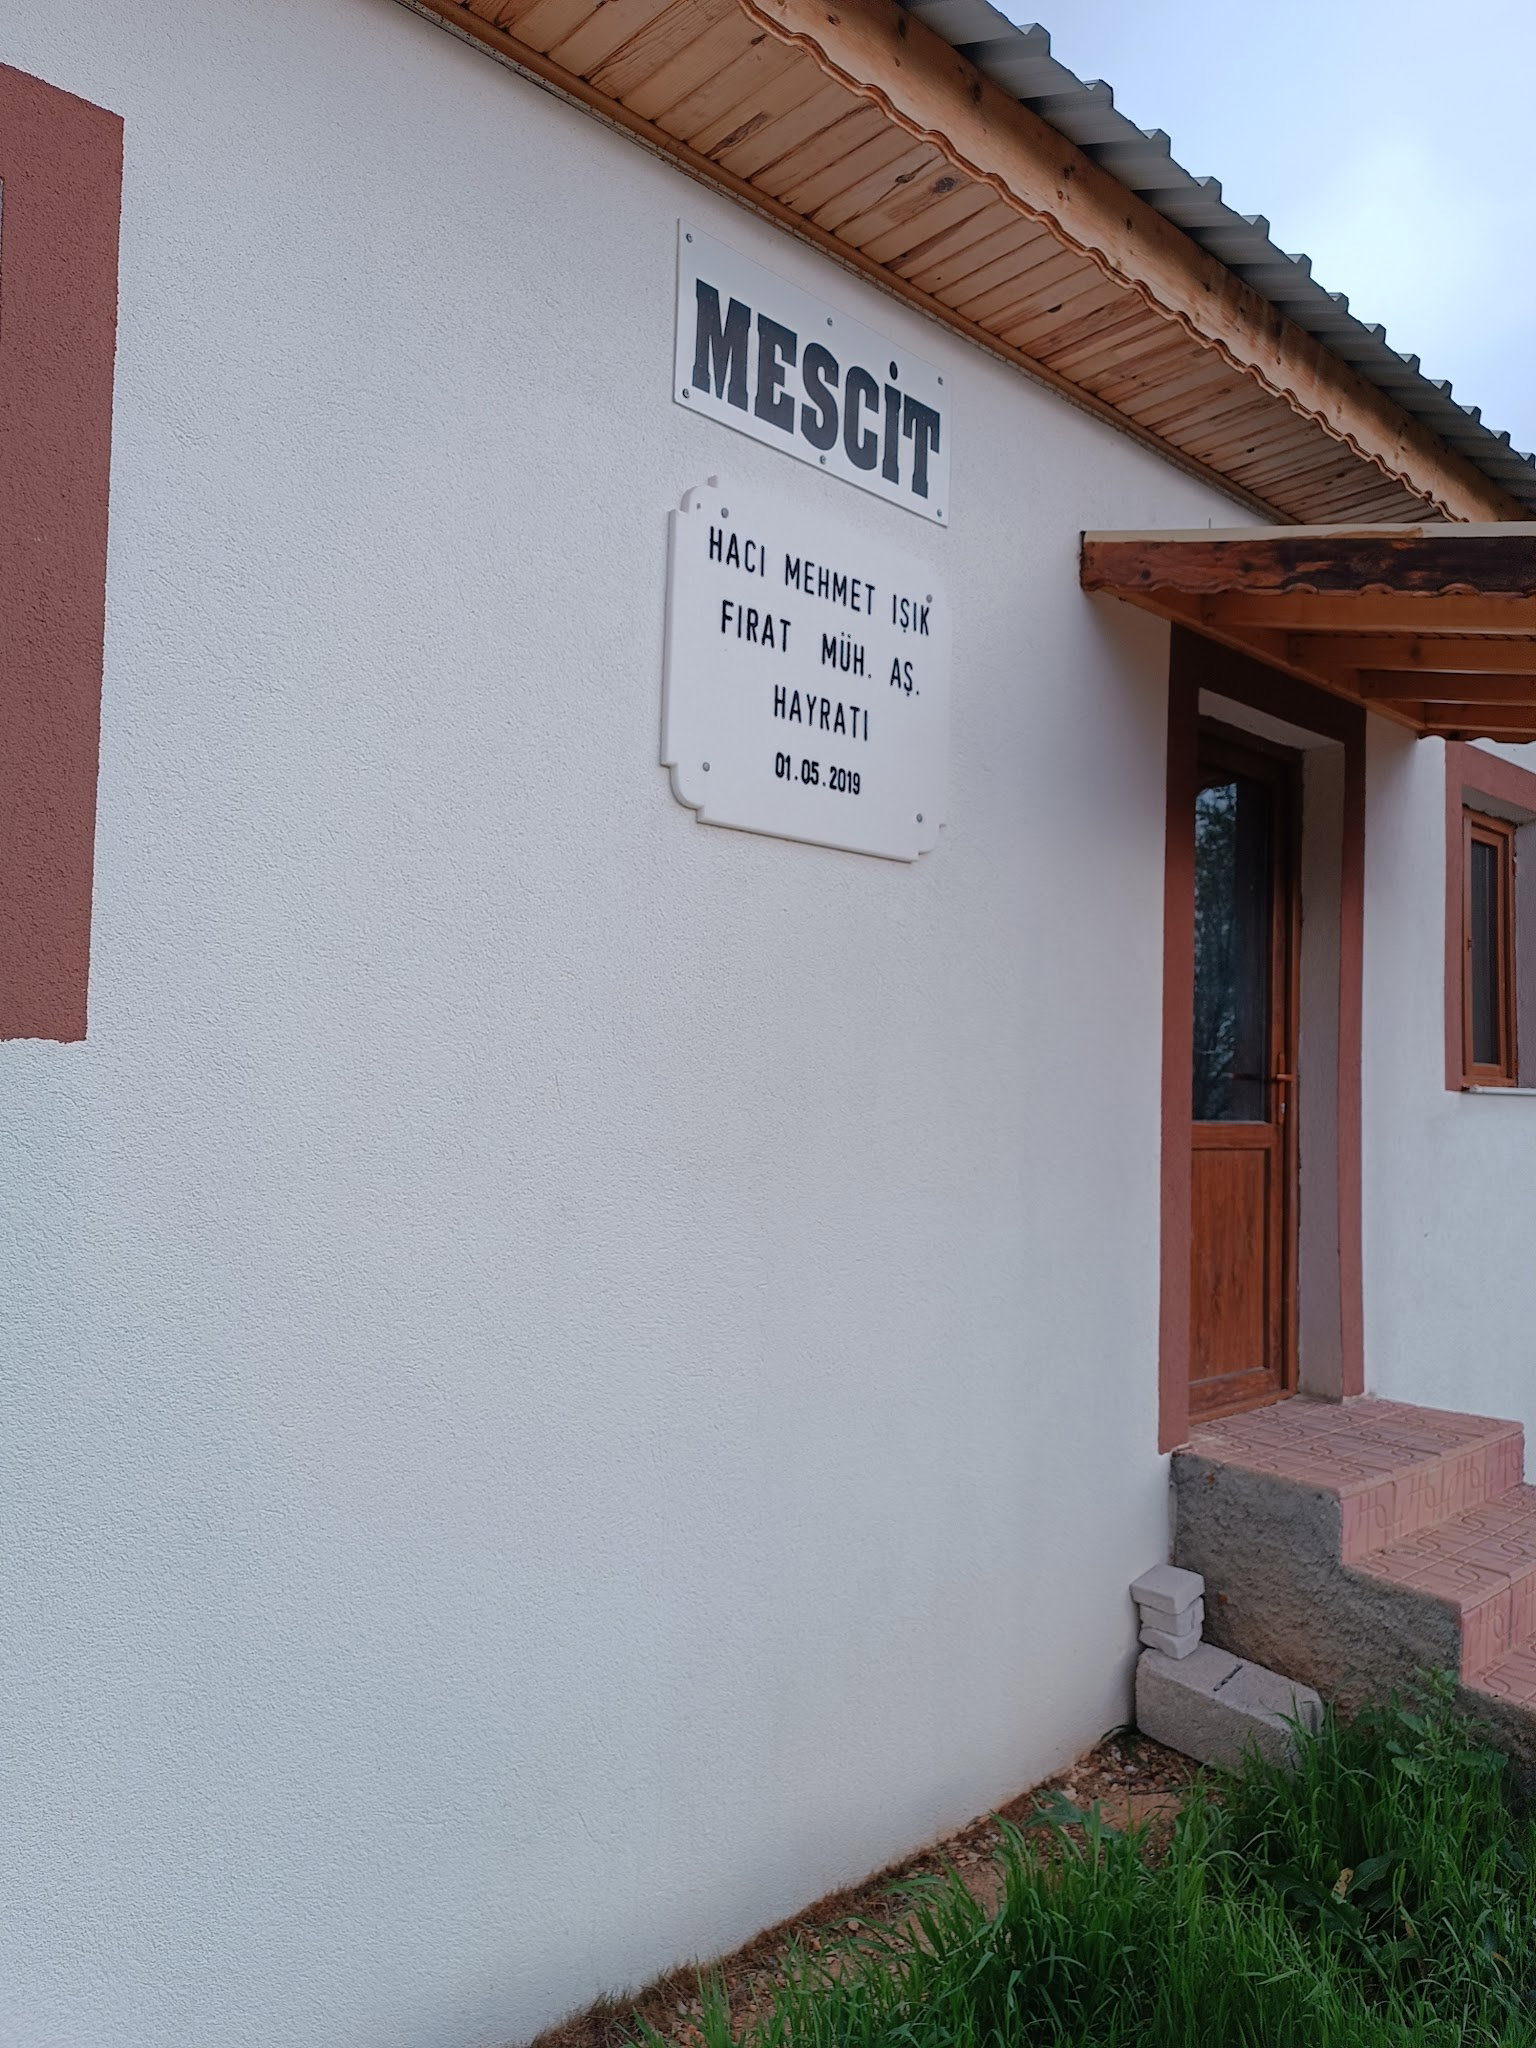 MESCİT
HACI MEHMET IŞIK
FIRAT MÜH. AŞ.
HAYRATI
01.05.2019